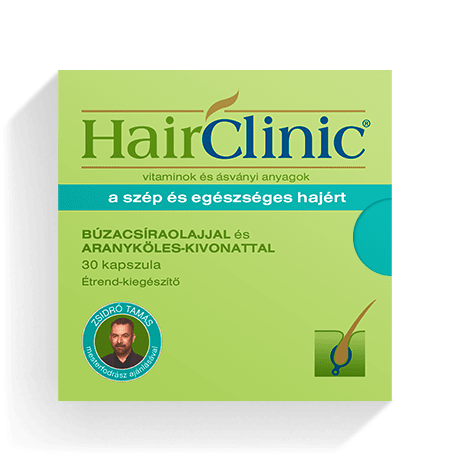 HairClinic®
vitaminok és ásványi anyagok
a szép és egészséges hajért
BÚZACSÍRAOLAJJAL és
ARANYKÖLES-KIVONATTAL
30 kapszula
Étrend-kiegészítő
ZSIDRÓ TAMÁS
mesterfodrász ajánlásával